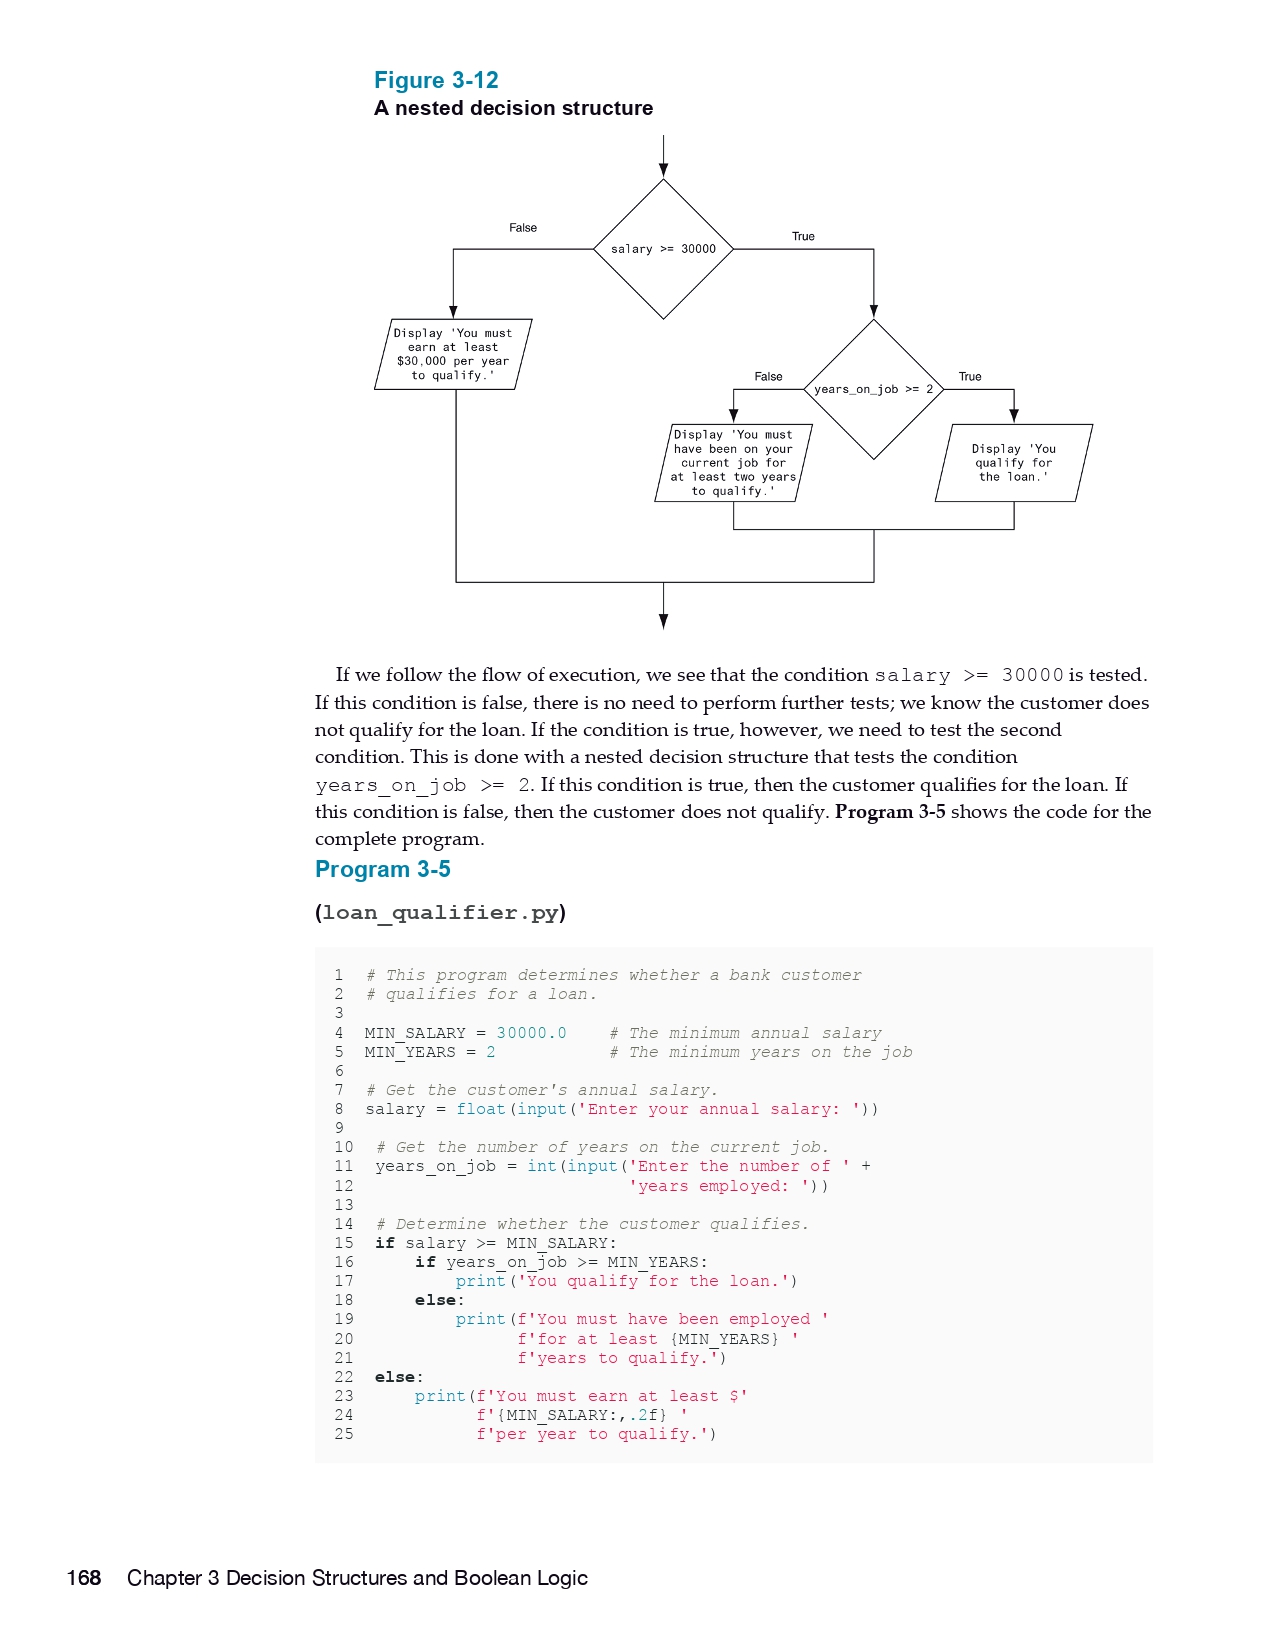 Figure 3-12
A nested decision structure
False
True
salary >= 30000
Display 'You must
earn at least
$30,000 per year
to qualify.'
False
True
years_on_job >= 2
Display 'You must
have been on your
current job for
at least two years
to qualify.'
Display 'You
qualify for
the loan.'
If we follow the flow of execution, we see that the condition salary >= 30000 is tested.
If this condition is false, there is no need to perform further tests; we know the customer does
not qualify for the loan. If the condition is true, however, we need to test the second
condition. This is done with a nested decision structure that tests the condition
years_on_job >= 2. If this condition is true, then the customer qualifies for the loan. If
this condition is false, then the customer does not qualify. Program 3-5 shows the code for the
complete program.
Program 3-5
(loan_qualifier.py)
1 # This program determines whether a bank customer
2 # qualifies for a loan.
3
4 MIN_SALARY = 30000.0 # The minimum annual salary
5 MIN_YEARS = 2 # The minimum years on the job
6
7 # Get the customer's annual salary.
8 salary = float(input('Enter your annual salary: '))
9
10 # Get the number of years on the current job.
11 years_on_job = int(input('Enter the number of ' +
12 'years employed: '))
13
14 # Determine whether the customer qualifies.
15 if salary >= MIN_SALARY:
16 if years_on_job >= MIN_YEARS:
17 print('You qualify for the loan.')
18 else:
19 print(f'You must have been employed '
20 f'for at least {MIN_YEARS} '
21 f'years to qualify.')
22 else:
23 print(f'You must earn at least $'
24 f'{MIN_SALARY:,.2f} '
25 f'per year to qualify.')
168 Chapter 3 Decision Structures and Boolean Logic